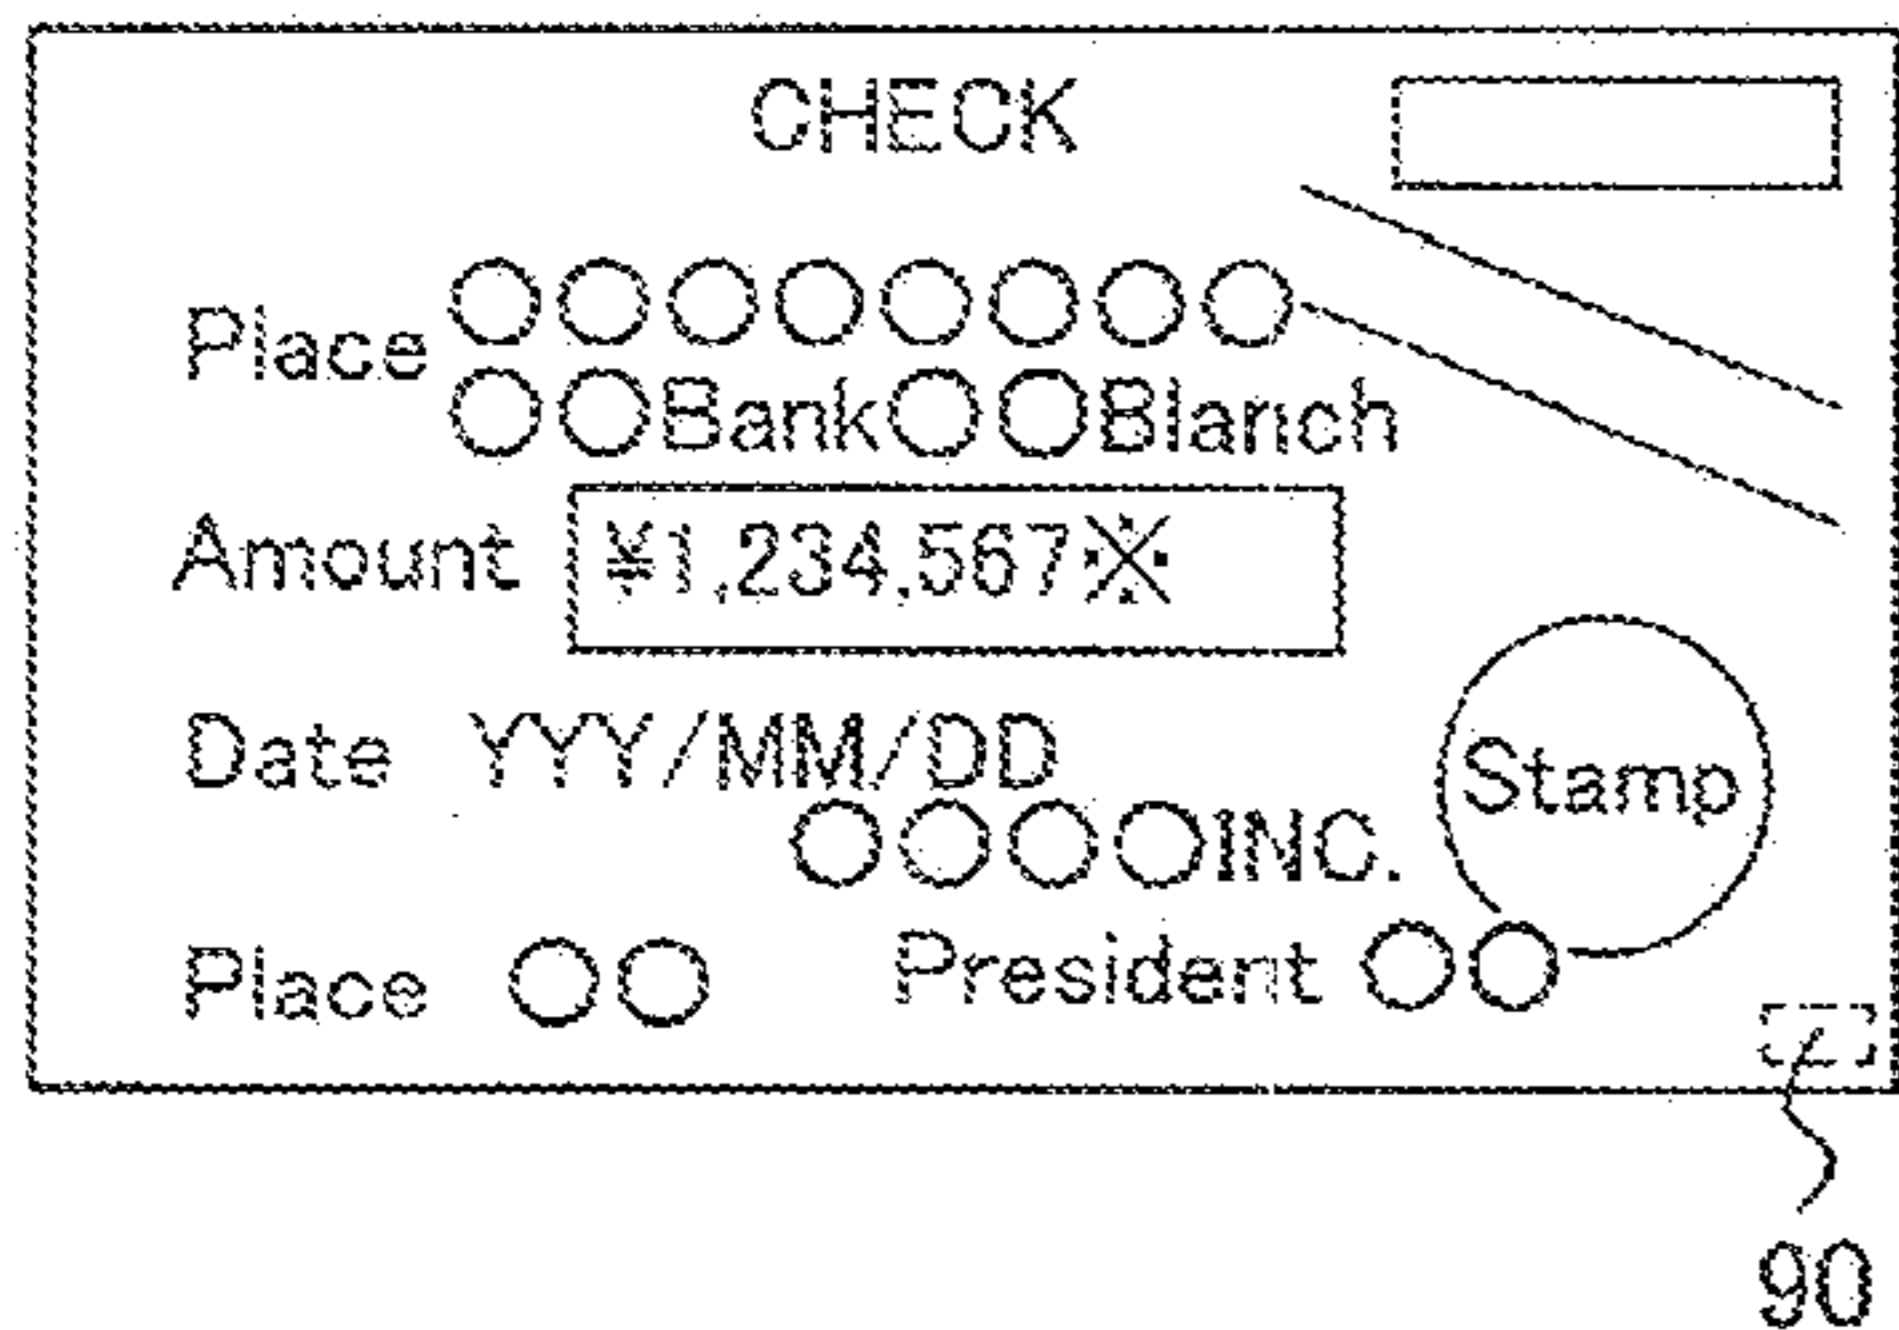 CHECK
Place ○○○○○○○○
○○Bank○○Blanch
Amount ¥1,234,567※
Date YYY/MM/DD
Stamp
○○○○INC.
Place ○○ President ○○
90